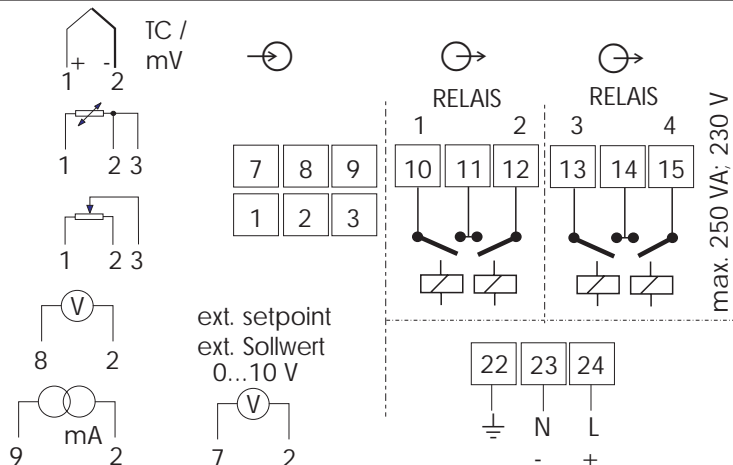 TC /
mV
+ -
1 2
1 2 3
1 2 3
V
8 2
mA
9 2
7 8 9
1 2 3
ext. setpoint
ext. Sollwert
0...10 V
V
7 2
RELAIS
1 2
10 11 12
RELAIS
3 4
13 14 15
max. 250 VA; 230 V
22 23 24
N L
- +